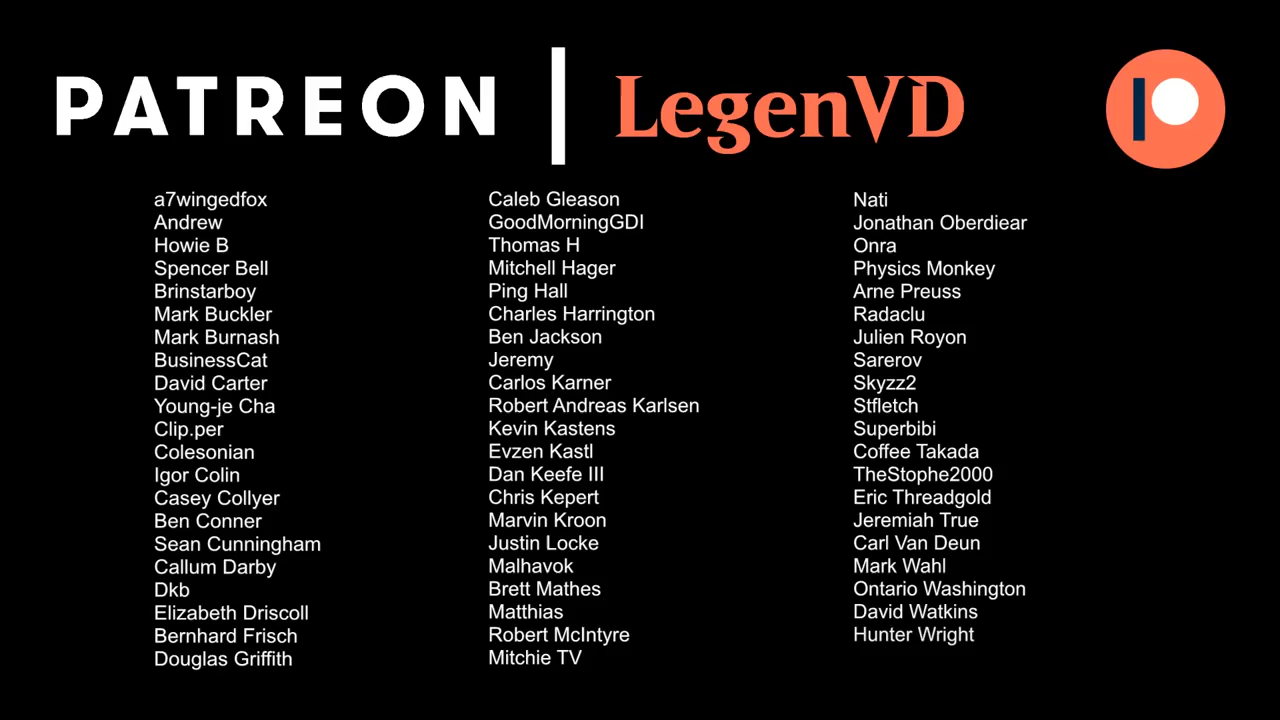 PATREON | LegenVD
a7wingedfox
Andrew
Howie B
Spencer Bell
Brinstarboy
Mark Buckler
Mark Burnash
BusinessCat
David Carter
Young-je Cha
Clip.per
Colesonian
Igor Colin
Casey Collyer
Ben Conner
Sean Cunningham
Callum Darby
Dkb
Elizabeth Driscoll
Bernhard Frisch
Douglas Griffith
Caleb Gleason
GoodMorningGDI
Thomas H
Mitchell Hager
Ping Hall
Charles Harrington
Ben Jackson
Jeremy
Carlos Karner
Robert Andreas Karlsen
Kevin Kastens
Evzen Kastl
Dan Keefe III
Chris Kepert
Marvin Kroon
Justin Locke
Malhavok
Brett Mathes
Matthias
Robert McIntyre
Mitchie TV
Nati
Jonathan Oberdiear
Onra
Physics Monkey
Arne Preuss
Radaclu
Julien Royon
Sarerov
Skyzz2
Stfletch
Superbibi
Coffee Takada
TheStophe2000
Eric Threadgold
Jeremiah True
Carl Van Deun
Mark Wahl
Ontario Washington
David Watkins
Hunter Wright